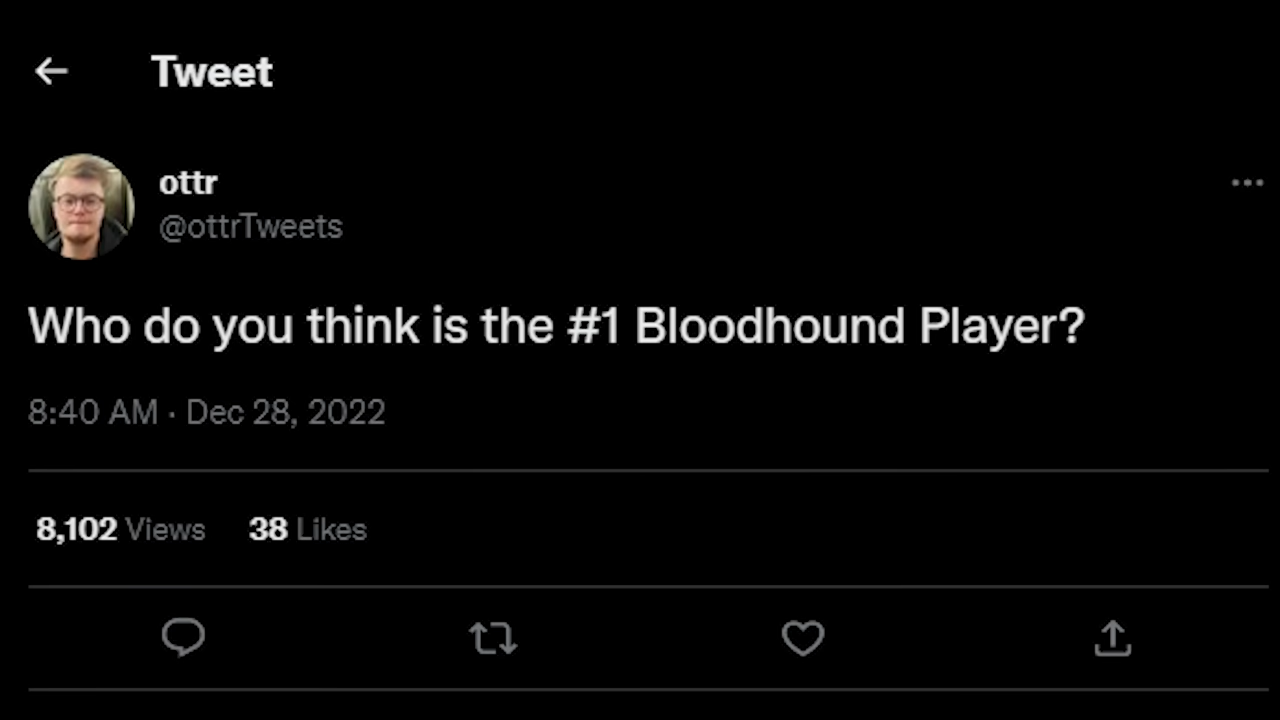 Tweet
ottr
@ottrTweets
Who do you think is the #1 Bloodhound Player?
8:40 AM · Dec 28, 2022
8,102 Views 38 Likes